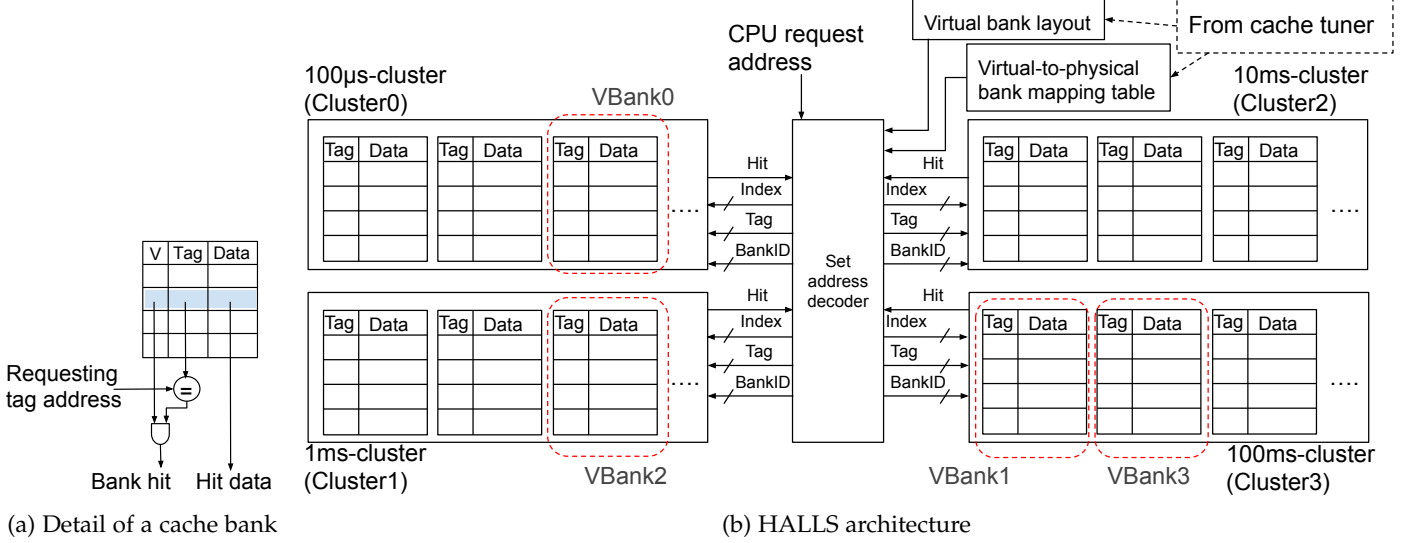 Virtual bank layout
From cache tuner
CPU request
address
Virtual-to-physical
bank mapping table
100μs-cluster
(Cluster0)
VBank0
10ms-cluster
(Cluster2)
Tag Data Tag Data Tag Data
....
Hit
Index
Tag
BankID
Hit
Index
Tag
BankID
Tag Data Tag Data Tag Data
....
Set
address
decoder
V Tag Data
Requesting
tag address
=
Bank hit
Hit data
Tag Data Tag Data Tag Data
....
Hit
Index
Tag
BankID
Hit
Index
Tag
BankID
Tag Data Tag Data Tag Data
....
1ms-cluster
(Cluster1)
VBank2
VBank1
VBank3
100ms-cluster
(Cluster3)
(a) Detail of a cache bank
(b) HALLS architecture